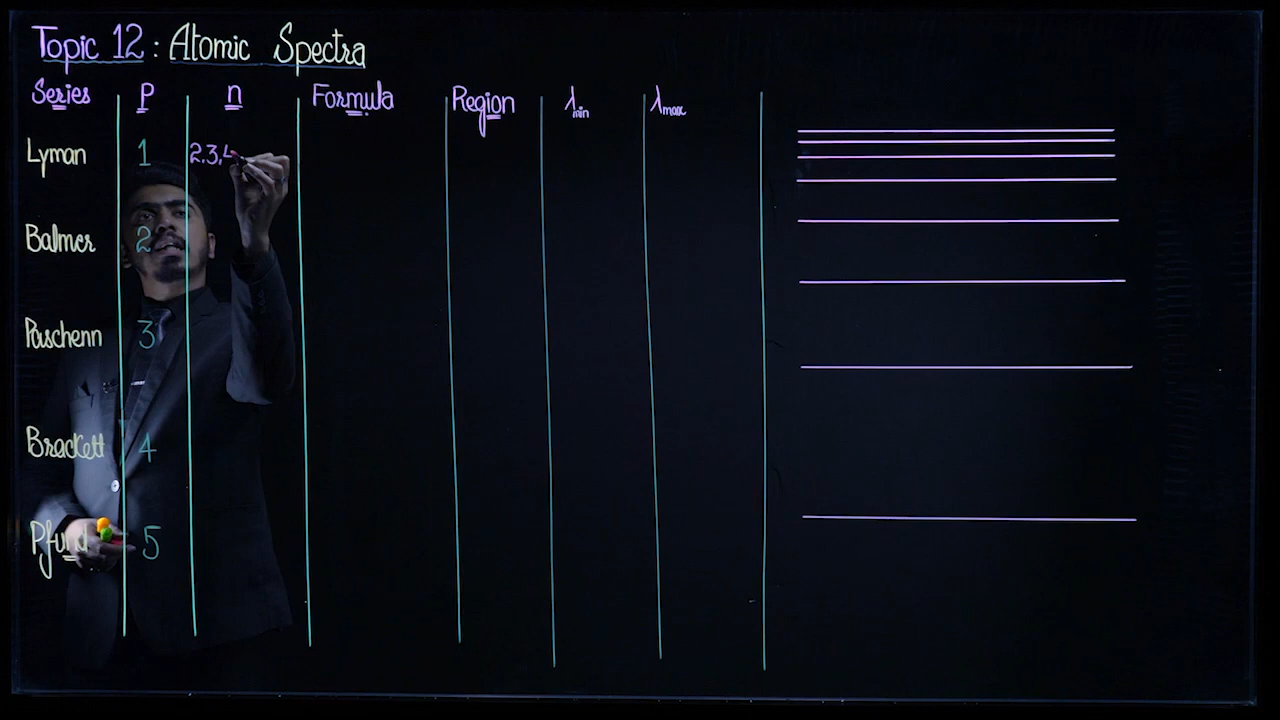 Topic 12 : Atomic Spectra
Series P n Formula Region λmin λmax
Lyman 1 2,3,4
Balmer 2
Paschenn 3
Brackett 4
Pfund 5